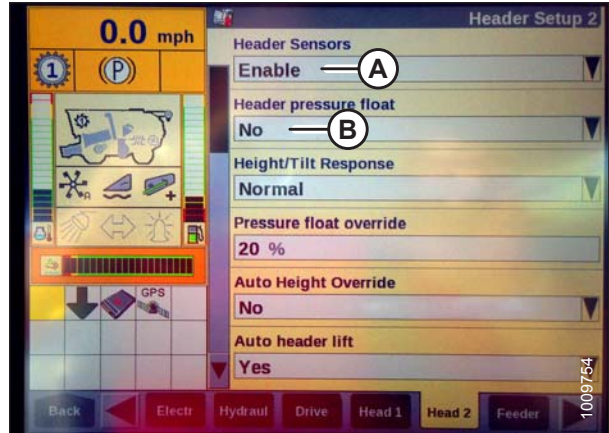 0.0 mph
Header Setup 2
1
(P)
Header Sensors
Enable
A
Header pressure float
No
B
Height/Tilt Response
Normal
Pressure float override
20 %
Auto Height Override
No
Auto header lift
Yes
R
+
GPS
Back
Electr
Hydraul
Drive
Head 1
Head 2
Feeder
1009754